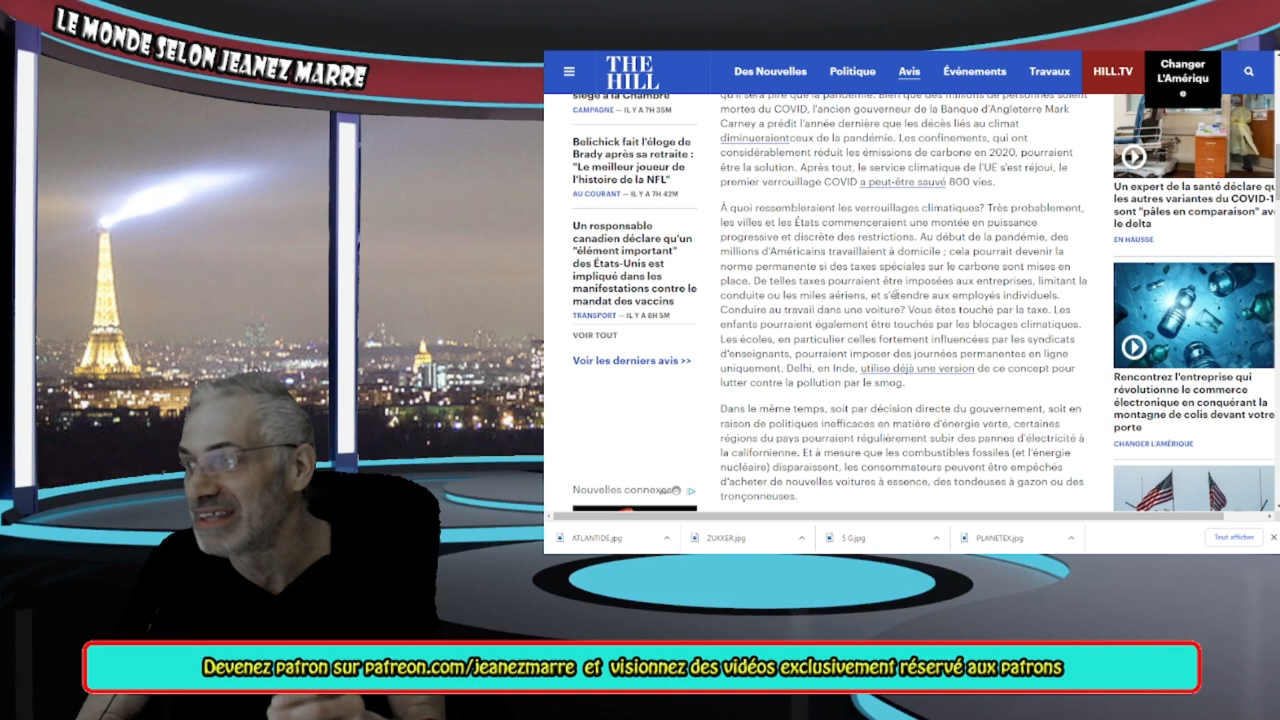 LE MONDE SELON JEANEZ MARRE
THE
HILL
Des Nouvelles
Politique
Avis
Événements
Travaux
HILL.TV
Changer
L'Amériqu
e
siège à la Chambre
CAMPAGNE — IL Y A 7H 35M
Belichick fait l'éloge de
Brady après sa retraite :
"Le meilleur joueur de
l'histoire de la NFL"
AU COURANT — IL Y A 7H 42M
Un responsable
canadien déclare qu'un
"élément important"
des États-Unis est
impliqué dans les
manifestations contre le
mandat des vaccins
TRANSPORT — IL Y A 8H 5M
VOIR TOUT
Voir les derniers avis >>
Nouvelles connexes
qu'il sera pire que la pandémie. Bien que des millions de personnes soient
mortes du COVID, l'ancien gouverneur de la Banque d'Angleterre Mark
Carney a prédit l'année dernière que les décès liés au climat
diminueraientceux de la pandémie. Les confinements, qui ont
considérablement réduit les émissions de carbone en 2020, pourraient
être la solution. Après tout, le service climatique de l'UE s'est réjoui, le
premier verrouillage COVID a peut-être sauvé 800 vies.
À quoi ressembleraient les verrouillages climatiques? Très probablement,
les villes et les États commenceraient une montée en puissance
progressive et discrète des restrictions. Au début de la pandémie, des
millions d'Américains travaillaient à domicile ; cela pourrait devenir la
norme permanente si des taxes spéciales sur le carbone sont mises en
place. De telles taxes pourraient être imposées aux entreprises, limitant la
conduite ou les miles aériens, et s'étendre aux employés individuels.
Conduire au travail dans une voiture? Vous êtes touché par la taxe. Les
enfants pourraient également être touchés par les blocages climatiques.
Les écoles, en particulier celles fortement influencées par les syndicats
d'enseignants, pourraient imposer des journées permanentes en ligne
uniquement. Delhi, en Inde, utilise déjà une version de ce concept pour
lutter contre la pollution par le smog.
Dans le même temps, soit par décision directe du gouvernement, soit en
raison de politiques inefficaces en matière d'énergie verte, certaines
régions du pays pourraient régulièrement subir des pannes d'électricité à
la californienne. Et à mesure que les combustibles fossiles (et l'énergie
nucléaire) disparaissent, les consommateurs peuvent être empêchés
d'acheter de nouvelles voitures à essence, des tondeuses à gazon ou des
tronçonneuses.
Un expert de la santé déclare qu
les autres variantes du COVID-1
sont "pâles en comparaison" av
le delta
EN HAUSSE
Rencontrez l'entreprise qui
révolutionne le commerce
électronique en conquérant la
montagne de colis devant votre
porte
CHANGER L'AMÉRIQUE
ATLANTIDE.jpg
ZUKKER.jpg
5 G.jpg
PLANETEX.jpg
Tout afficher
Devenez patron sur patreon.com/jeanezmarre et visionnez des vidéos exclusivement réservé aux patrons